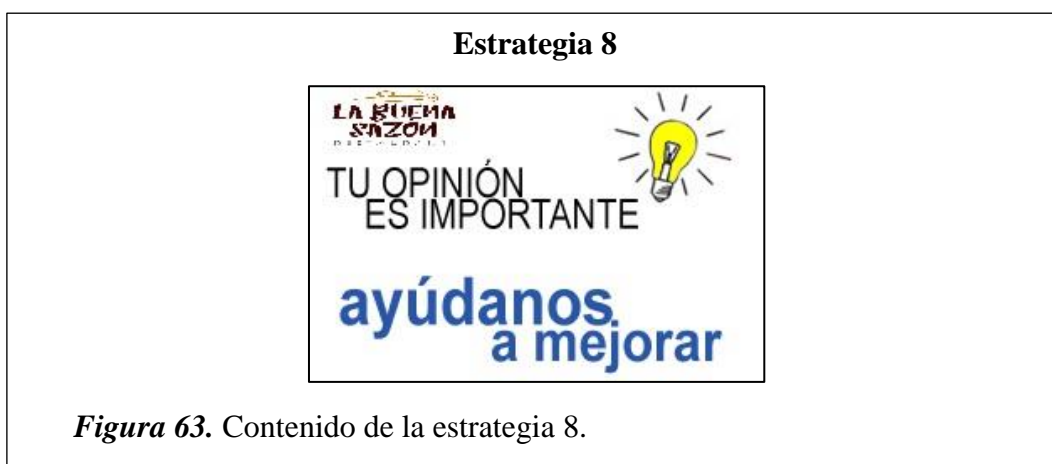 Estrategia 8
LA BUENA
SAZÓN
TU OPINIÓN
ES IMPORTANTE
ayúdanos
a mejorar
Figura 63. Contenido de la estrategia 8.